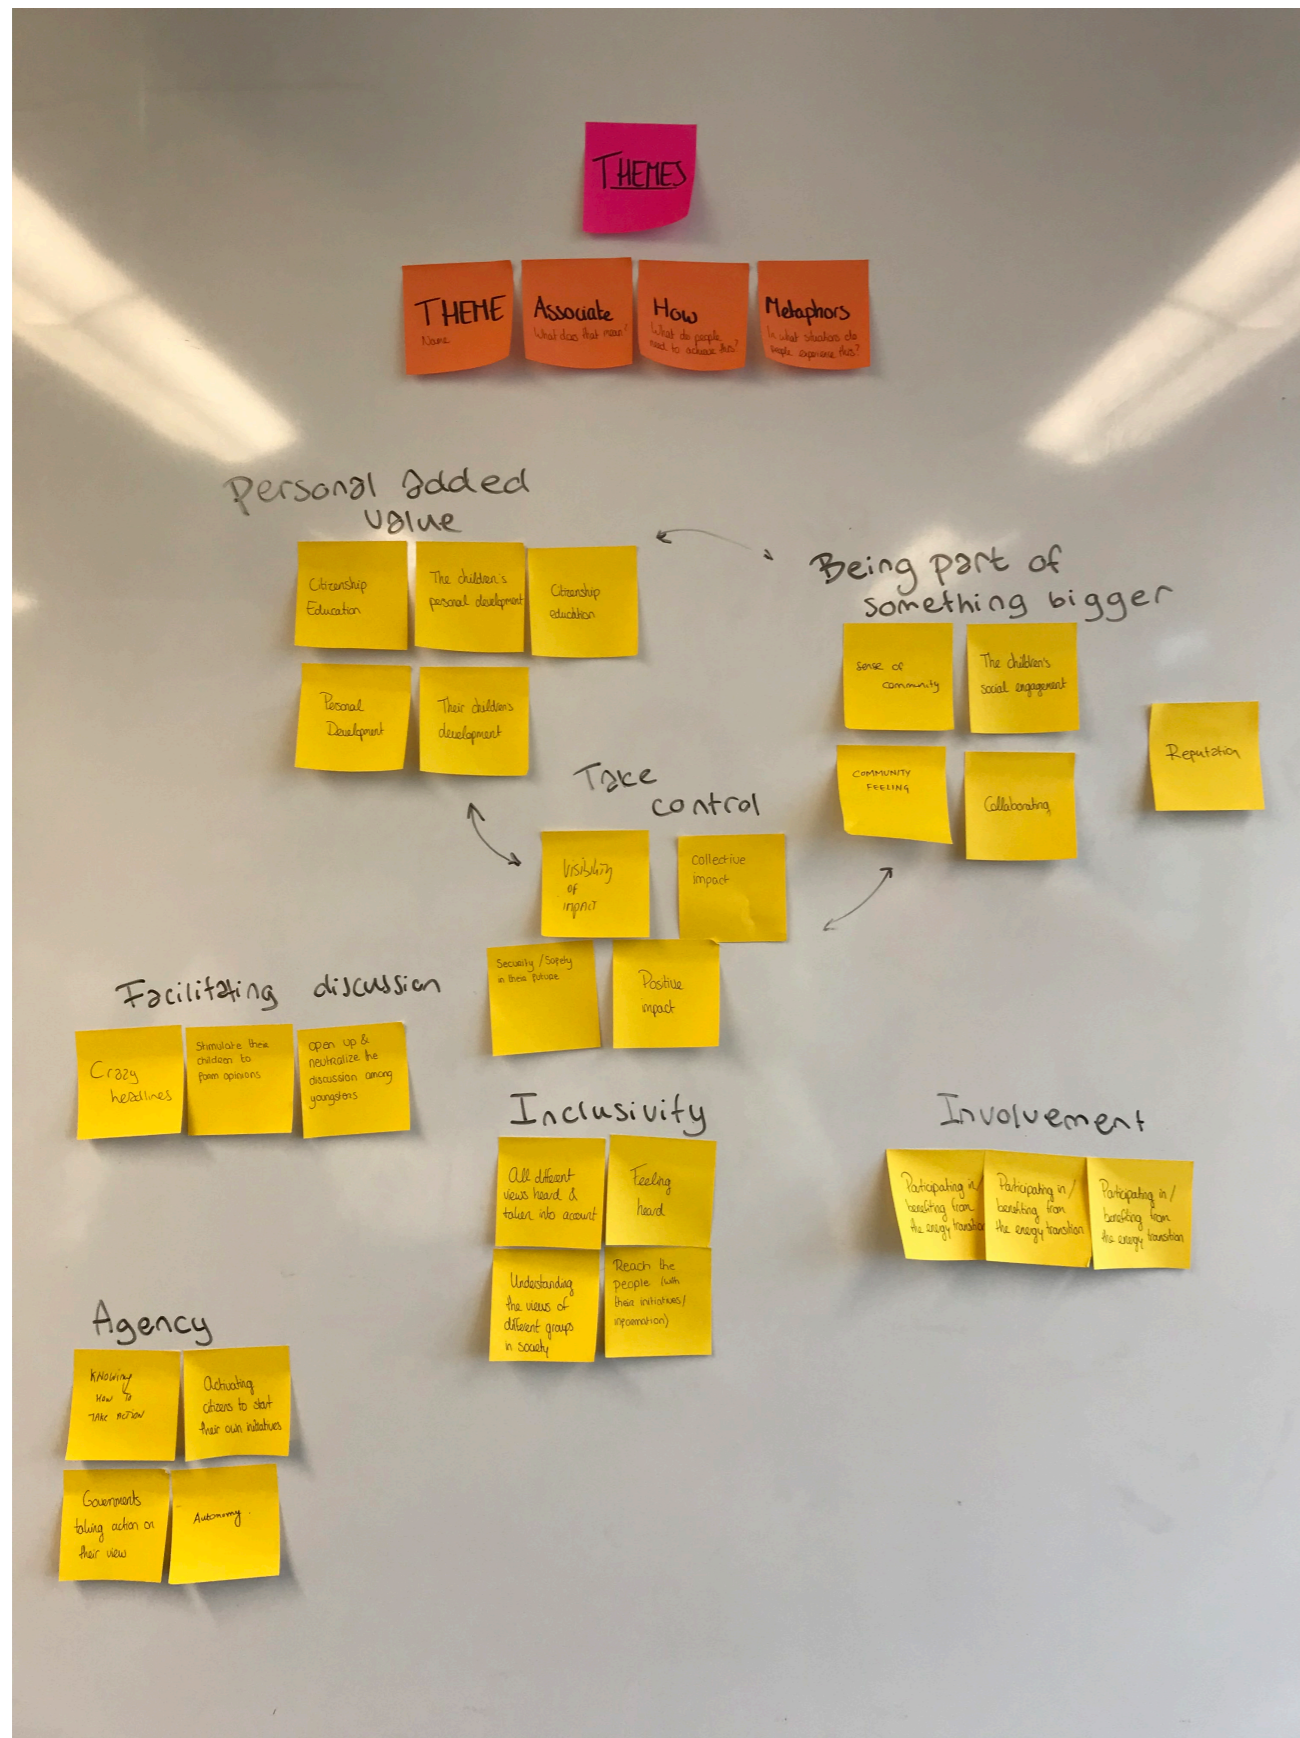 THEMES
THEME
Name
Associate
What does that mean?
How
What do people
need to achieve this?
Metaphors
In what situations do
people experience this?
Personal added
value
Citizenship
Education
The children's
personal development
Citizenship
education
Personal
Development
Their children's
development
Being part of
something bigger
Sense of
community
The children's
social engagement
COMMUNITY
FEELING
Collaborating
Reputation
Take
control
Visibility
OF
IMPACT
Collective
impact
Security/Safety
in their future
Positive
impact
Facilitating discussion
Crazy
headlines
Stimulate their
children to
form opinions
open up &
neutralize the
discussion among
youngsters
Inclusivity
All different
views heard &
taken into account
Feeling
heard
Understanding
the views of
different groups
in society
Reach the
people (with
their initiatives/
information)
Involvement
Participating in/
benefiting from
the energy transition
Participating in/
benefiting from
the energy transition
Participating in/
benefiting from
the energy transition
Agency
KNOWING
HOW TO
TAKE ACTION
Activating
citizens to start
their own initiatives
Governments
taking action on
their view
Autonomy.